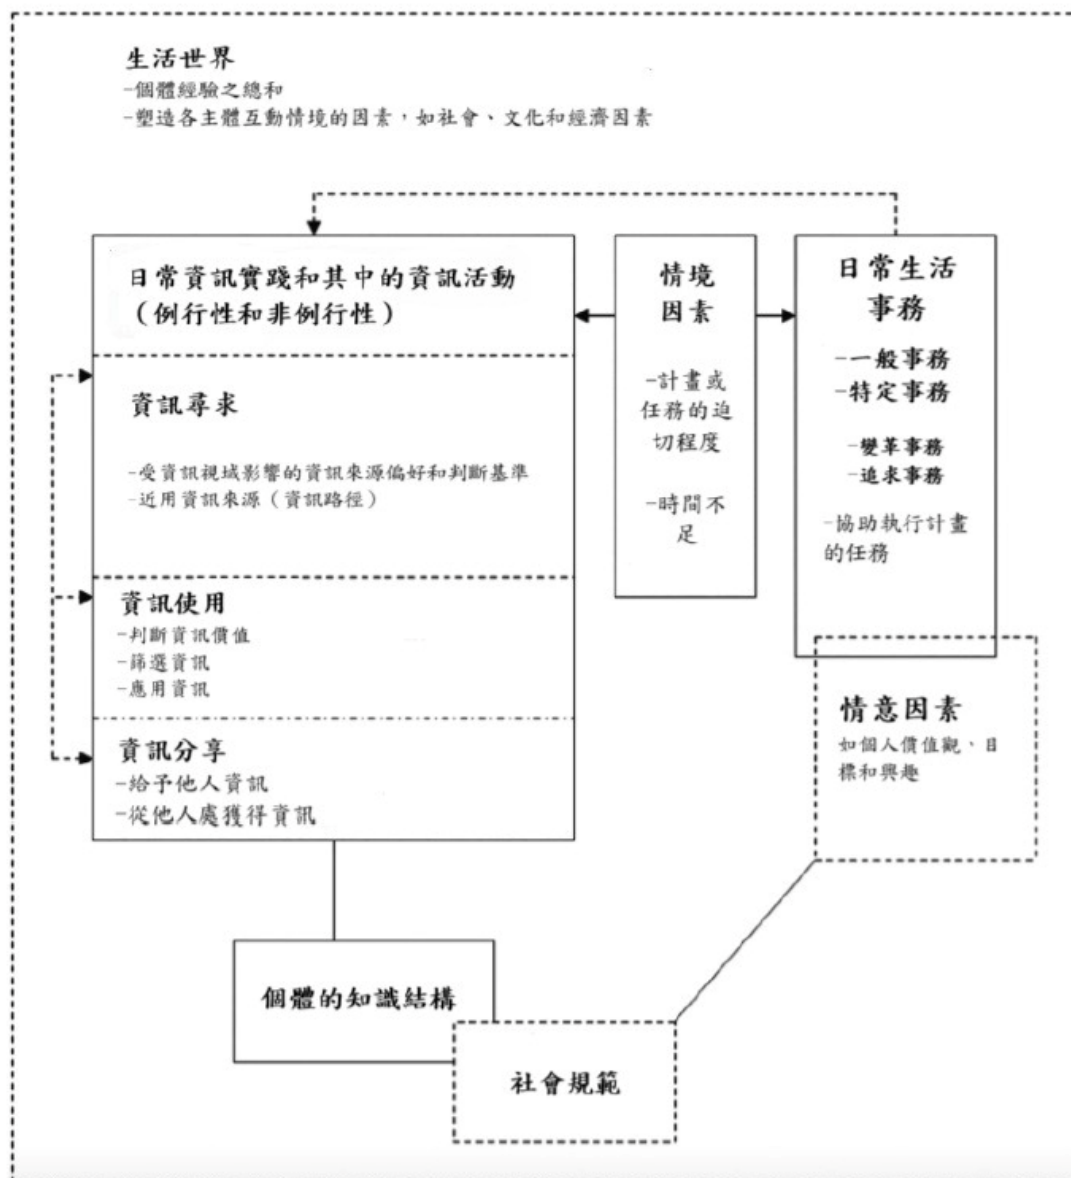 生活世界
-個體經驗之總和
-塑造各主體互動情境的因素，如社會、文化和經濟因素
日常資訊實踐和其中的資訊活動
（例行性和非例行性）
資訊尋求
-受資訊視域影響的資訊來源偏好和判斷基準
-近用資訊來源（資訊路徑）
資訊使用
-判斷資訊價值
-篩選資訊
-應用資訊
資訊分享
-給予他人資訊
-從他人處獲得資訊
情境
因素
-計畫或
任務的迫
切程度
-時間不
足
日常生活
事務
-一般事務
-特定事務
-變革事務
-追求事務
-協助執行計畫
的任務
情意因素
如個人價值觀、目
標和興趣
個體的知識結構
社會規範